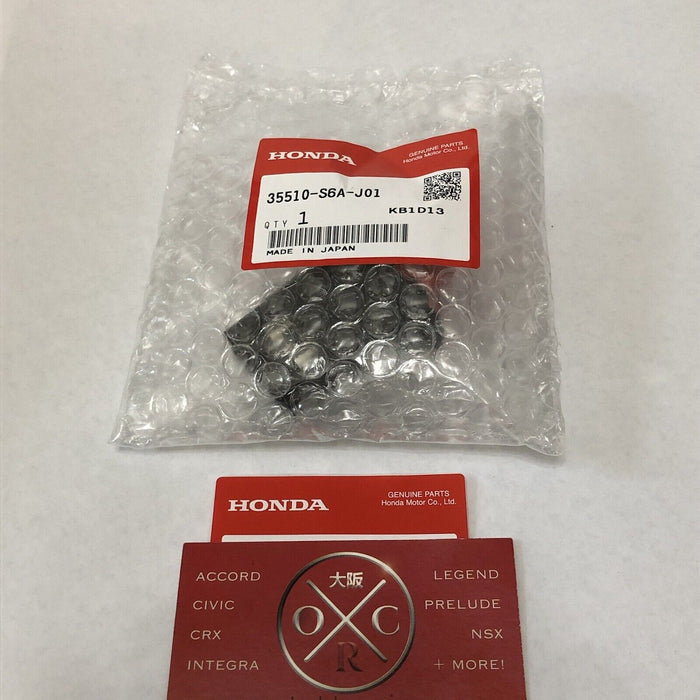 HONDA
GENUINE PARTS
Honda Motor Co., Ltd.
35510-S6A-J01
QTY 1
KB1D13
MADE IN JAPAN
HONDA
GENUINE PARTS
Honda Motor Co., Ltd.
ACCORD
CIVIC
CRX
INTEGRA
大阪
O C
R
LEGEND
PRELUDE
NSX
+ MORE!